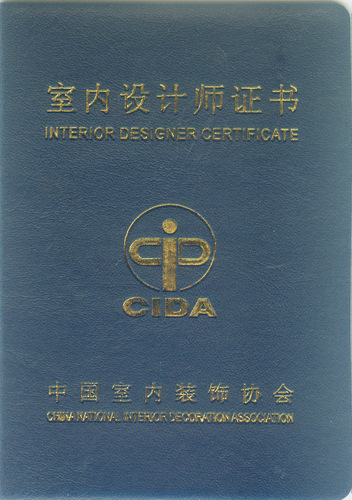 室内设计师证书
INTERIOR DESIGNER CERTIFICATE
CIDA
中国室内装饰协会
CHINA NATIONAL INTERIOR DECORATION ASSOCIATION